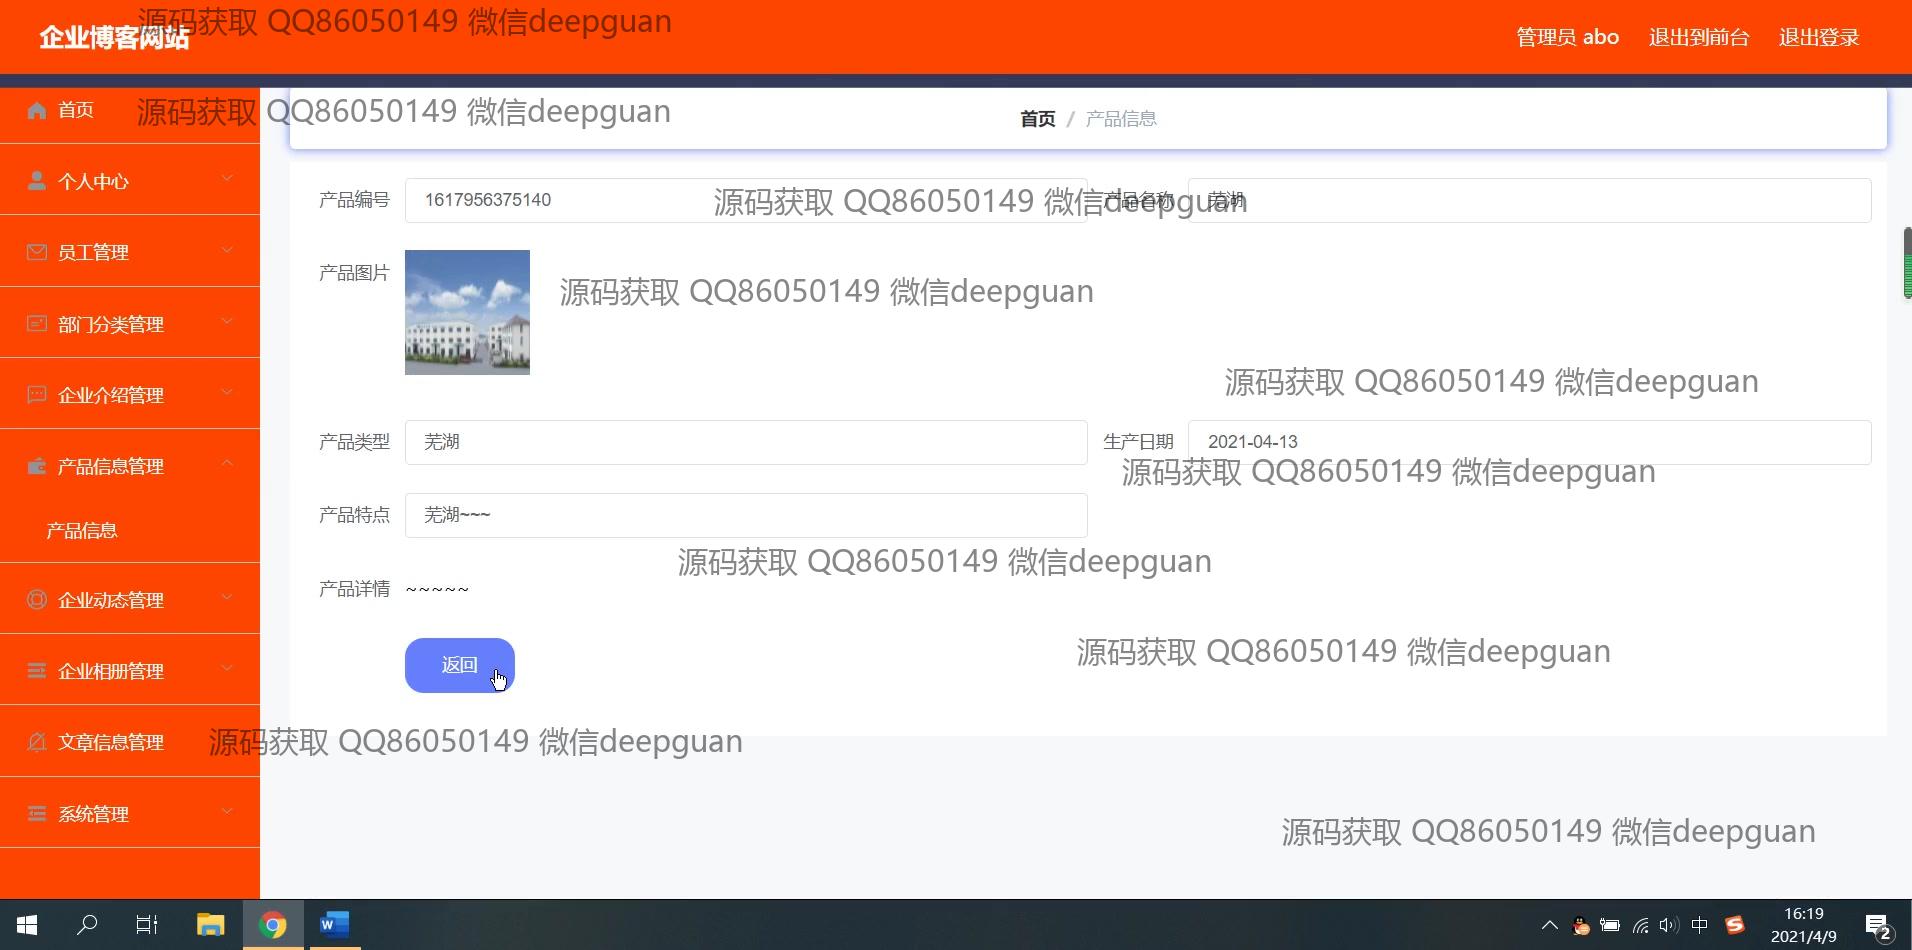 企业博客网站
源码获取 QQ86050149 微信deepguan
管理员 abo
退出到前台
退出登录
首页
源码获取 QQ86050149 微信deepguan
首页 / 产品信息
个人中心
员工管理
部门分类管理
企业介绍管理
产品信息管理
产品信息
企业动态管理
企业相册管理
文章信息管理
系统管理
产品编号 1617956375140
源码获取 QQ86050149 微信deepguan
产品名称 芜湖
产品图片
源码获取 QQ86050149 微信deepguan
源码获取 QQ86050149 微信deepguan
产品类型 芜湖
生产日期 2021-04-13
源码获取 QQ86050149 微信deepguan
产品特点 芜湖~~~
源码获取 QQ86050149 微信deepguan
产品详情 ~~~~~
源码获取 QQ86050149 微信deepguan
返回
源码获取 QQ86050149 微信deepguan
源码获取 QQ86050149 微信deepguan
W
中
S
16:19
2021/4/9
2